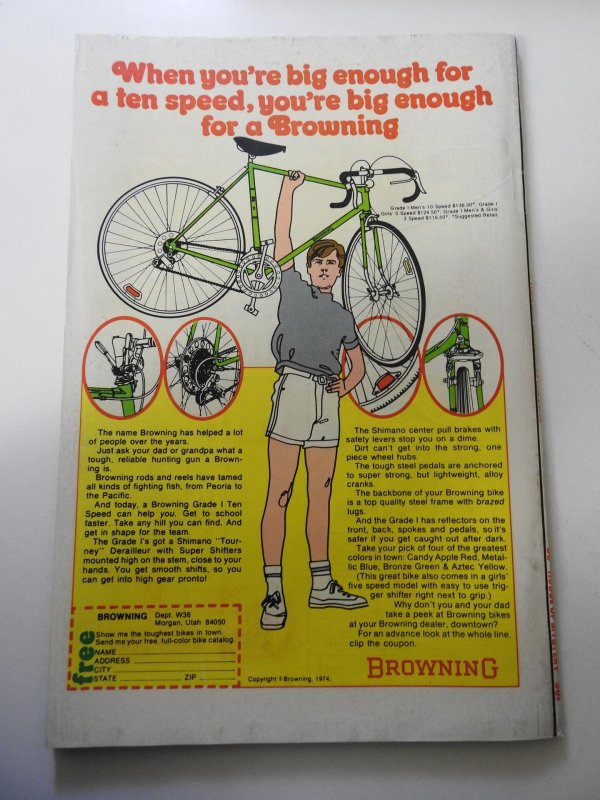 When you're big enough for
a ten speed, you're big enough
for a Browning
Grade I Men's 10 Speed $136.50*. Grade I
Girls' 5 Speed $124.50*. Grade I Men's & Girls'
3 Speed $116.50*. *Suggested Retail.
The name Browning has helped a lot
of people over the years.
Just ask your dad or grandpa what a
tough, reliable hunting gun a Brown-
ing is.
Browning rods and reels have tamed
all kinds of fighting fish, from Peoria to
the Pacific.
And today, a Browning Grade I Ten
Speed can help you. Get to school
faster. Take any hill you can find. And
get in shape for the team.
The Grade I's got a Shimano "Tour-
ney" Derailleur with Super Shifters
mounted high on the stem, close to your
hands. You get smooth shifts, so you
can get into high gear pronto!
The Shimano center pull brakes with
safety levers stop you on a dime.
Dirt can't get into the strong, one
piece wheel hubs.
The tough steel pedals are anchored
to super strong, but lightweight, alloy
cranks.
The backbone of your Browning bike
is a top quality steel frame with brazed
lugs.
And the Grade I has reflectors on the
front, back, spokes and pedals, so it's
safer if you get caught out after dark.
Take your pick of four of the greatest
colors in town: Candy Apple Red, Metal-
lic Blue, Bronze Green & Aztec Yellow.
(This great bike also comes in a girls'
five speed model with easy to use trig-
ger shifter right next to grip.)
Why don't you and your dad
take a peek at Browning bikes
at your Browning dealer, downtown?
For an advance look at the whole line,
clip the coupon.
BROWNING Dept. W36
Morgan, Utah 84050
free
Show me the toughest bikes in town.
Send me your free, full-color bike catalog.
NAME
ADDRESS
CITY
STATE ZIP
Copyright © Browning, 1974.
BROWNING